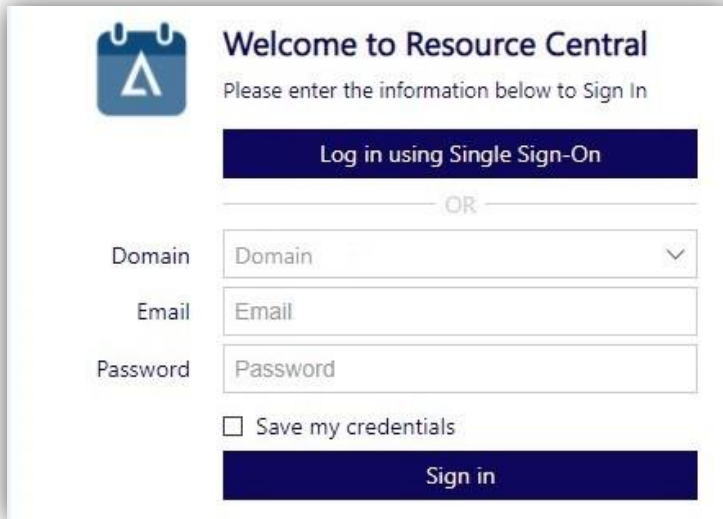 Welcome to Resource Central
Please enter the information below to Sign In
Log in using Single Sign-On
OR
Domain Domain
Email Email
Password Password
Save my credentials
Sign in